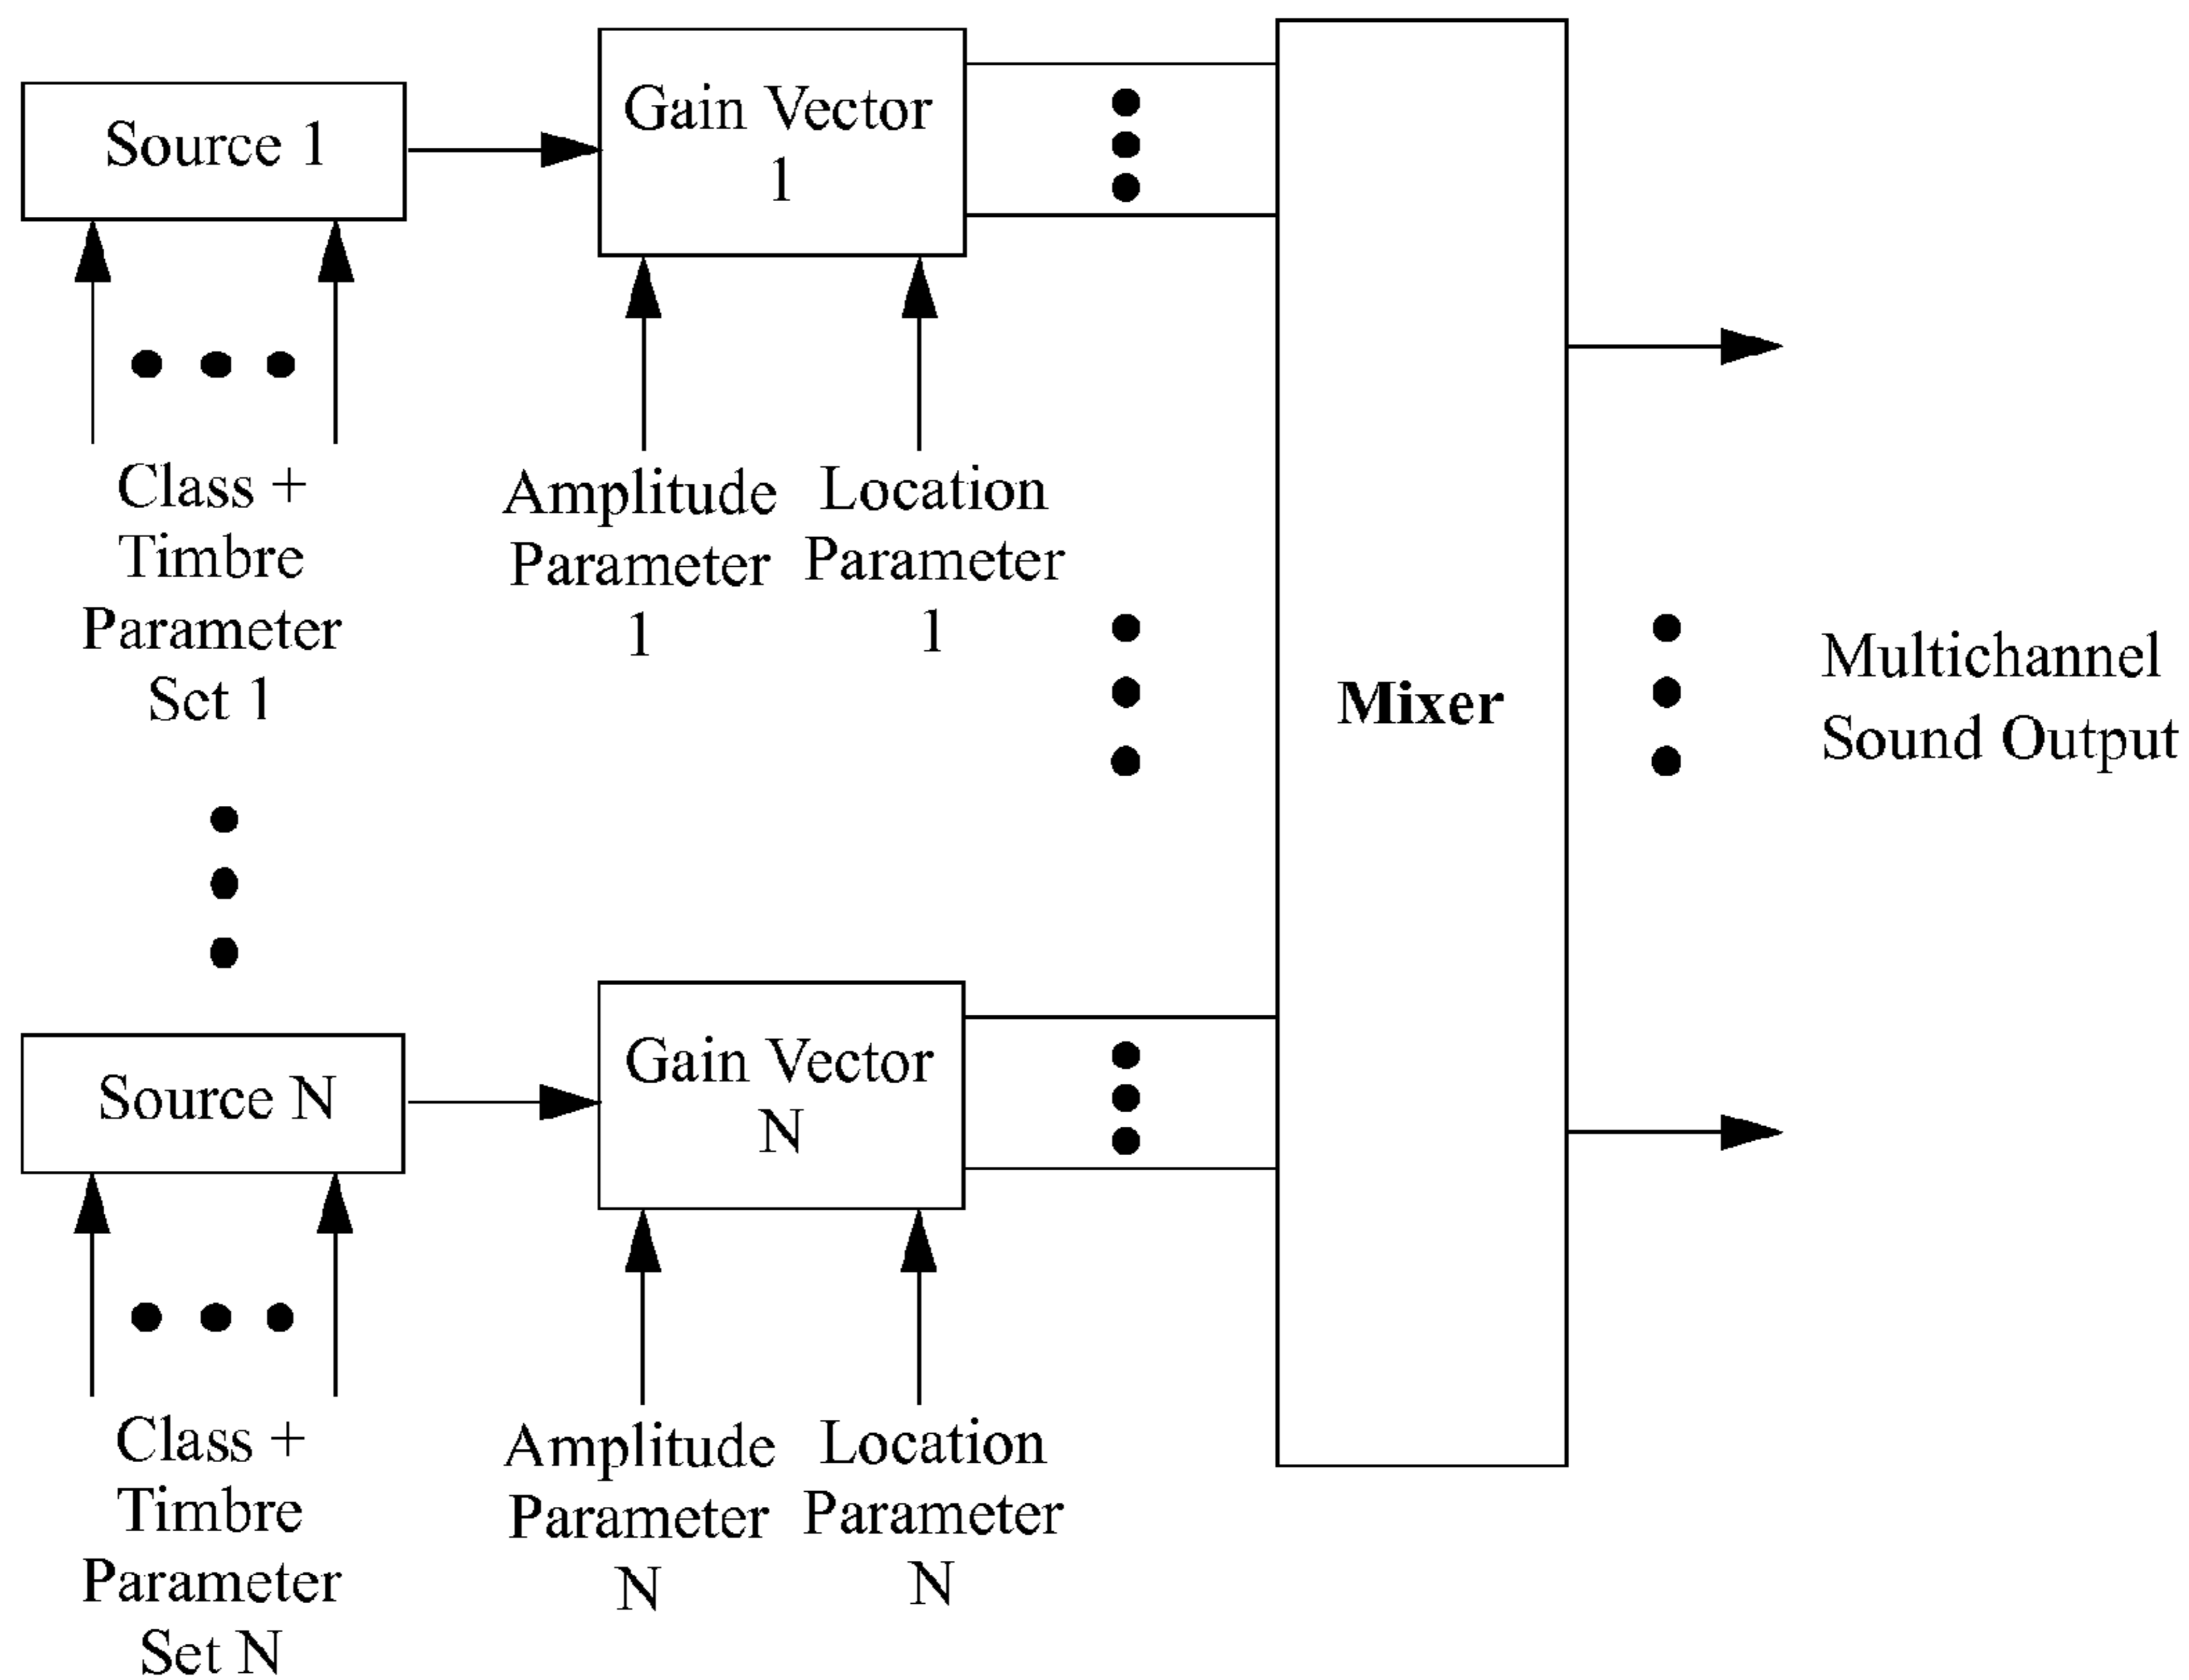 Source 1
Gain Vector
1
Class +
Timbre
Parameter
Set 1
Amplitude
Parameter
1
Location
Parameter
1
Mixer
Multichannel
Sound Output
Source N
Gain Vector
N
Class +
Timbre
Parameter
Set N
Amplitude
Parameter
N
Location
Parameter
N